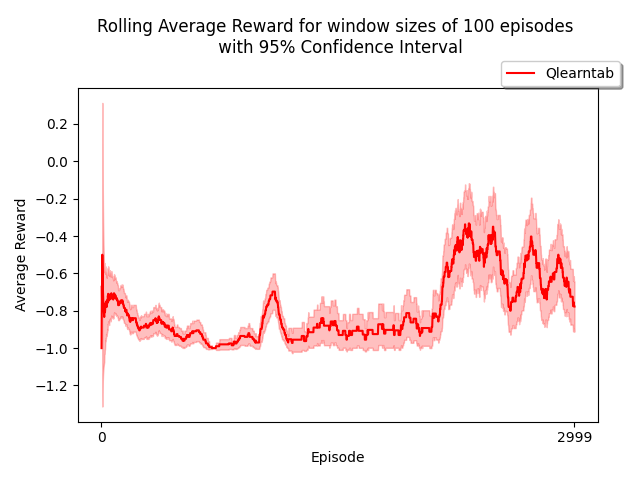 Rolling Average Reward for window sizes of 100 episodes
with 95% Confidence Interval
Qlearntab
Average Reward
0.2
0.0
−0.2
−0.4
−0.6
−0.8
−1.0
−1.2
0
2999
Episode